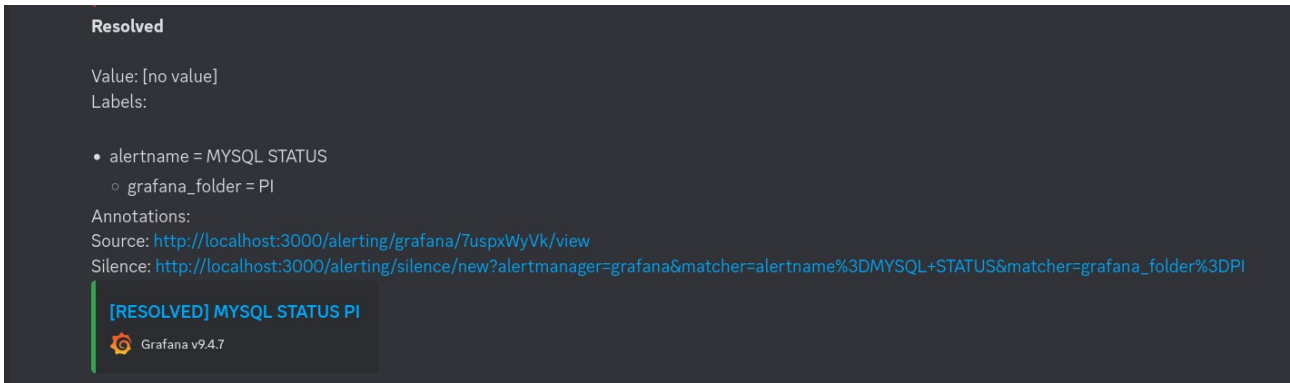 Resolved
Value: [no value]
Labels:
• alertname = MYSQL STATUS
◦ grafana_folder = PI
Annotations:
Source: http://localhost:3000/alerting/grafana/7uspxWyVk/view
Silence: http://localhost:3000/alerting/silence/new?alertmanager=grafana&matcher=alertname%3DMYSQL+STATUS&matcher=grafana_folder%3DPI
[RESOLVED] MYSQL STATUS PI
Grafana v9.4.7